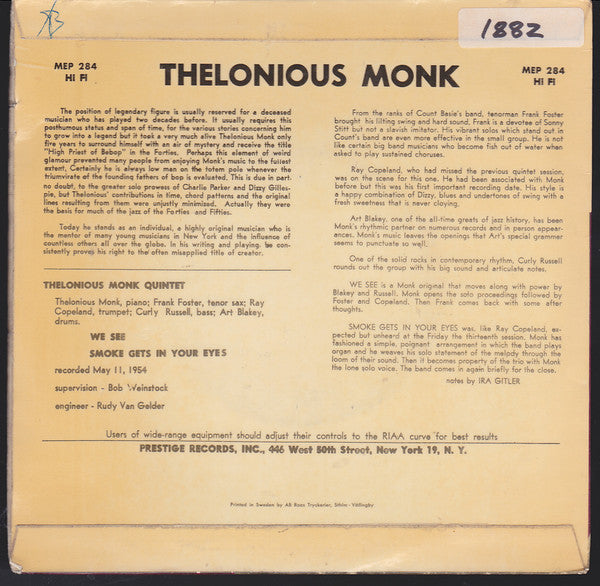 1882
MEP 284
HI FI
THELONIOUS MONK
MEP 284
HI FI
The position of legendary figure is usually reserved for a deceased
musician who has played two decades before. It usually requires this
posthumous status and span of time, for the various stories concerning him
to grow into a legend but it took a very much alive Thelonious Monk only
five years to surround himself with an air of mystery and receive the title
"High Priest of Bebop" in the Forties. Perhaps this element of weird
glamour prevented many people from enjoying Monk's music to the fullest
extent. Certainly he is always low man on the totem pole whenever the
triumvirate of the founding fathers of bop is evaluated. This is due in part.
no doubt, to the greater solo prowess of Charlie Parker and Dizzy Gilles-
pie, but Thelonious' contributions in time, chord patterns and the original
lines resulting from them were unjustly minimized. Actually they were
the basis for much of the jazz of the Forties and Fifties.
Today he stands as an individual, a highly original musician who is
the mentor of many young musicians in New York and the influence of
countless others all over the globe. In his writing and playing. he con-
sistently proves his right to the often misapplied title of creator.
THELONIOUS MONK QUINTET
Thelonious Monk, piano; Frank Foster, tenor sax; Ray
Copeland, trumpet; Curly Russell, bass; Art Blakey,
drums.
WE SEE
SMOKE GETS IN YOUR EYES
recorded May 11, 1954
supervision - Bob Weinstock
engineer - Rudy Van Gelder
From the ranks of Count Basie's band, tenorman Frank Foster
brought his lilting swing and hard sound. Frank is a devotee of Sonny
Stitt but not a slavish imitator. His vibrant solos which stand out in
Count's band are even more effective in the small group. He is not
like certain big band musicians who become fish out of water when
asked to play sustained choruses.
Ray Copeland, who had missed the previous quintet session,
was on the scene for this one. He had been associated with Monk
before but this was his first important recording date. His style is
a happy combination of Dizzy, blues and undertones of swing with a
fresh sweetness that is never cloying.
Art Blakey, one of the all-time greats of jazz history, has been
Monk's rhythmic partner on numerous records and in person appear-
ances. Monk's music leaves the openings that Art's special grammer
seems to punctuate so well.
One of the solid rocks in contemporary rhythm, Curly Russell
rounds out the group with his big sound and articulate notes.
WE SEE is a Monk original that moves along with power by
Blakey and Russell. Monk opens the solo proceedings followed by
Foster and Copeland. Then Frank comes back with some after
thoughts.
SMOKE GETS IN YOUR EYES was, like Ray Copeland, ex-
pected but unheard at the Friday the thirteenth session. Monk has
fashioned a simple, poignant arrangement in which the band plays
organ and he weaves his solo statement of the melody through the
loom of their sound. Then it becomes property of the trio with Monk
the lone solo voice. The band comes in again briefly for the close.
notes by IRA GITLER
Users of wide-range equipment should adjust their controls to the RIAA curve for best results
PRESTIGE RECORDS, INC., 446 West 50th Street, New York 19, N. Y.
Printed in Sweden by AB Roos Tryckerier, Sthlm-Vällingby